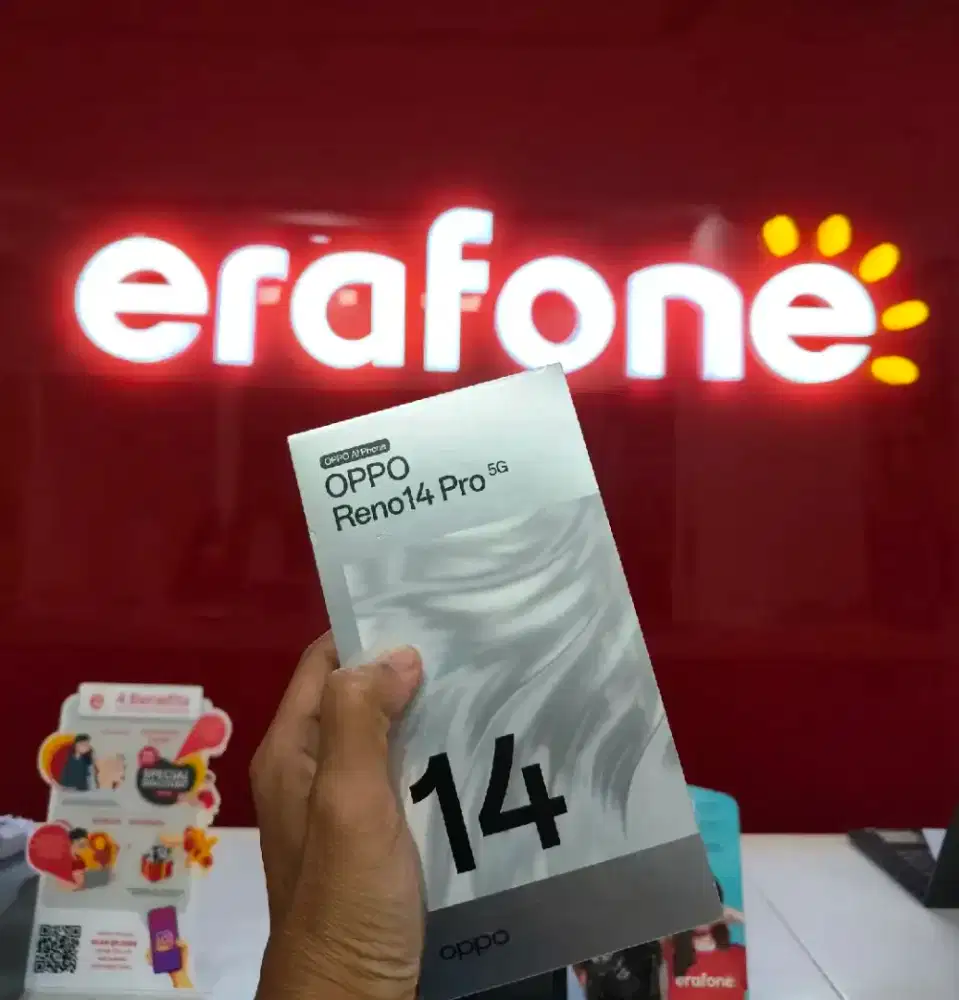 erafone
OPPO AI Phone
OPPO
Reno14 Pro 5G
14
oppo
4 Benefits
SPECIAL
erafone